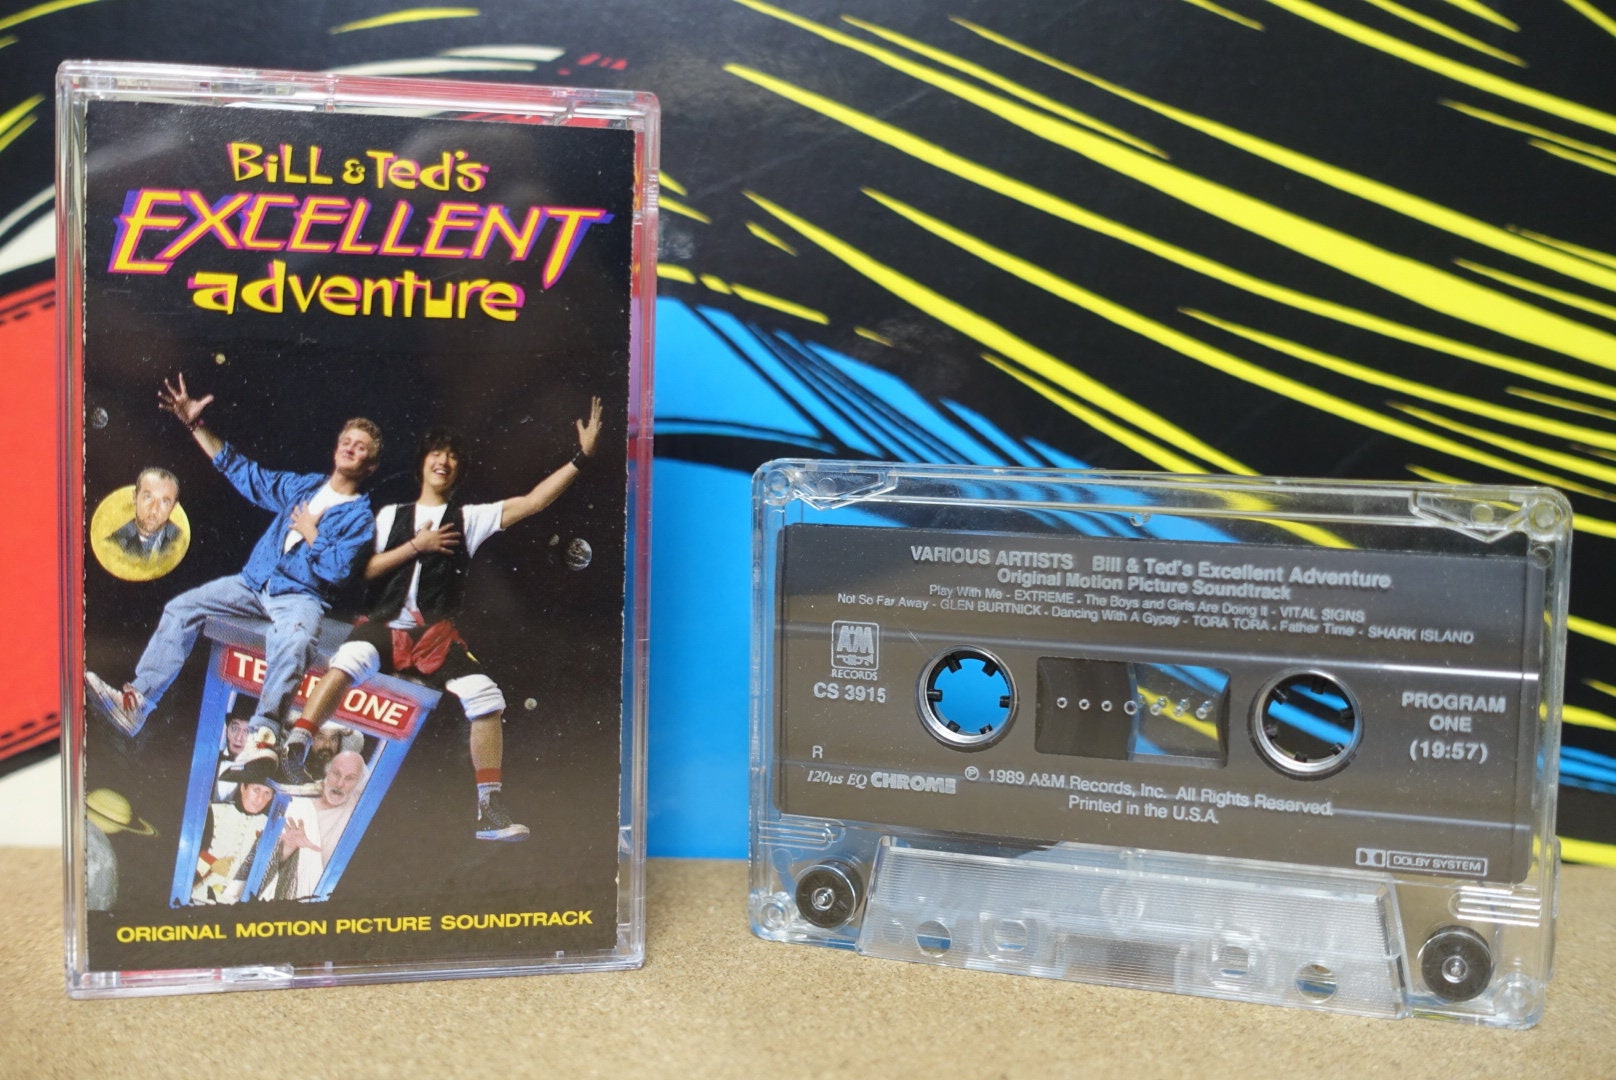 BiLL & Ted's
EXCELLENT
adventure
TELEPHONE
ORIGINAL MOTION PICTURE SOUNDTRACK
VARIOUS ARTISTS Bill & Ted's Excellent Adventure
Original Motion Picture Soundtrack
Play With Me - EXTREME · The Boys and Girls Are Doing It - VITAL SIGNS
Not So Far Away - GLEN BURTNICK · Dancing With A Gypsy - TORA TORA · Father Time - SHARK ISLAND
A&M
RECORDS
CS 3915
PROGRAM
ONE
(19:57)
R
120µs EQ CHROME
℗ 1989 A&M Records, Inc. All Rights Reserved.
Printed in the U.S.A.
DOLBY SYSTEM